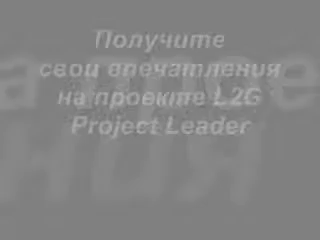 Получите
свои впечатления
на проекте L2G
Project Leader